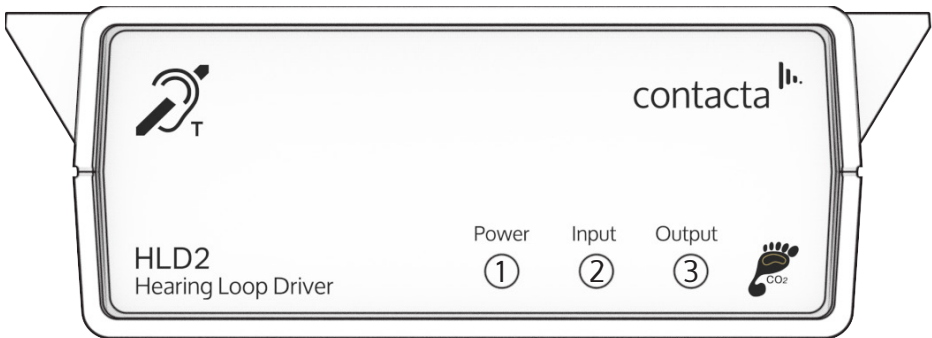 contacta
T
Power Input Output
HLD2
① ② ③
Hearing Loop Driver
CO2